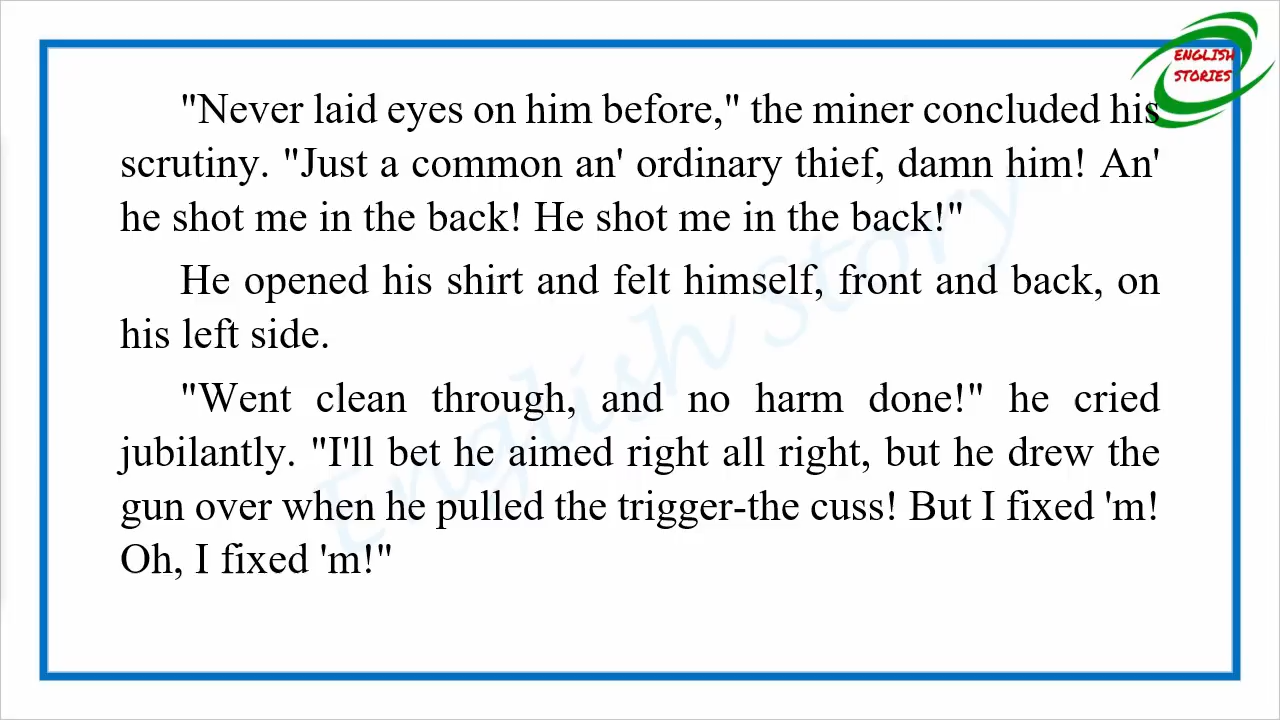 ENGLISH
STORIES
"Never laid eyes on him before," the miner concluded his
scrutiny. "Just a common an' ordinary thief, damn him! An'
he shot me in the back! He shot me in the back!"
He opened his shirt and felt himself, front and back, on
his left side.
"Went clean through, and no harm done!" he cried
jubilantly. "I'll bet he aimed right all right, but he drew the
gun over when he pulled the trigger-the cuss! But I fixed 'm!
Oh, I fixed 'm!"
English Story